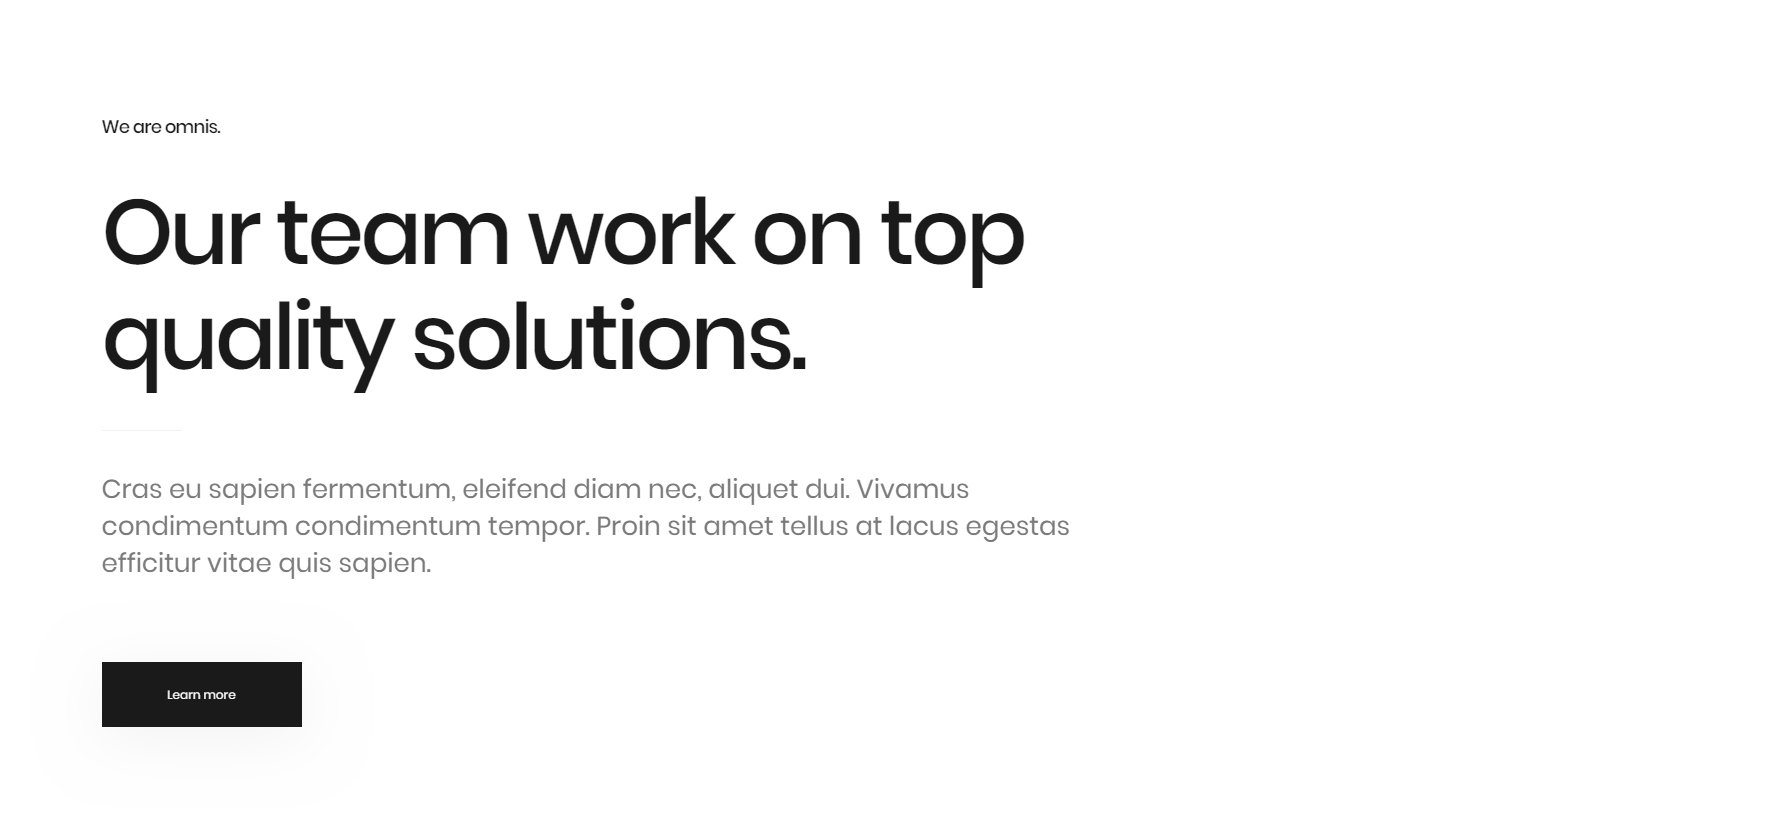 We are omnis.
Our team work on top
quality solutions.
Cras eu sapien fermentum, eleifend diam nec, aliquet dui. Vivamus
condimentum condimentum tempor. Proin sit amet tellus at lacus egestas
efficitur vitae quis sapien.
Learn more